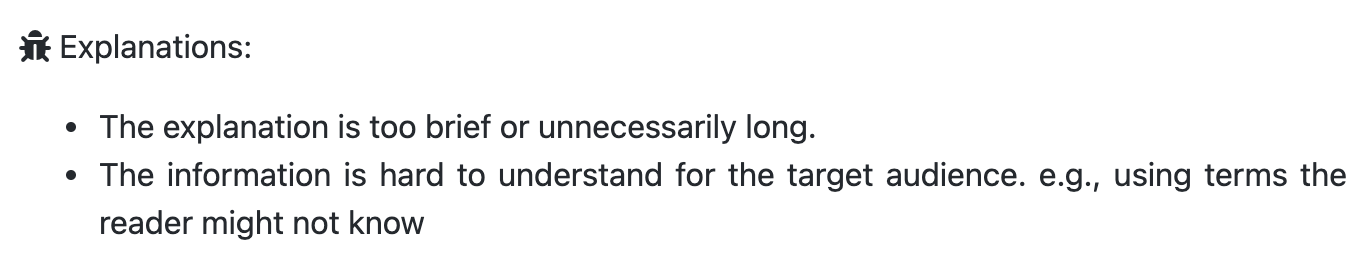 Explanations:
• The explanation is too brief or unnecessarily long.
• The information is hard to understand for the target audience. e.g., using terms the
reader might not know